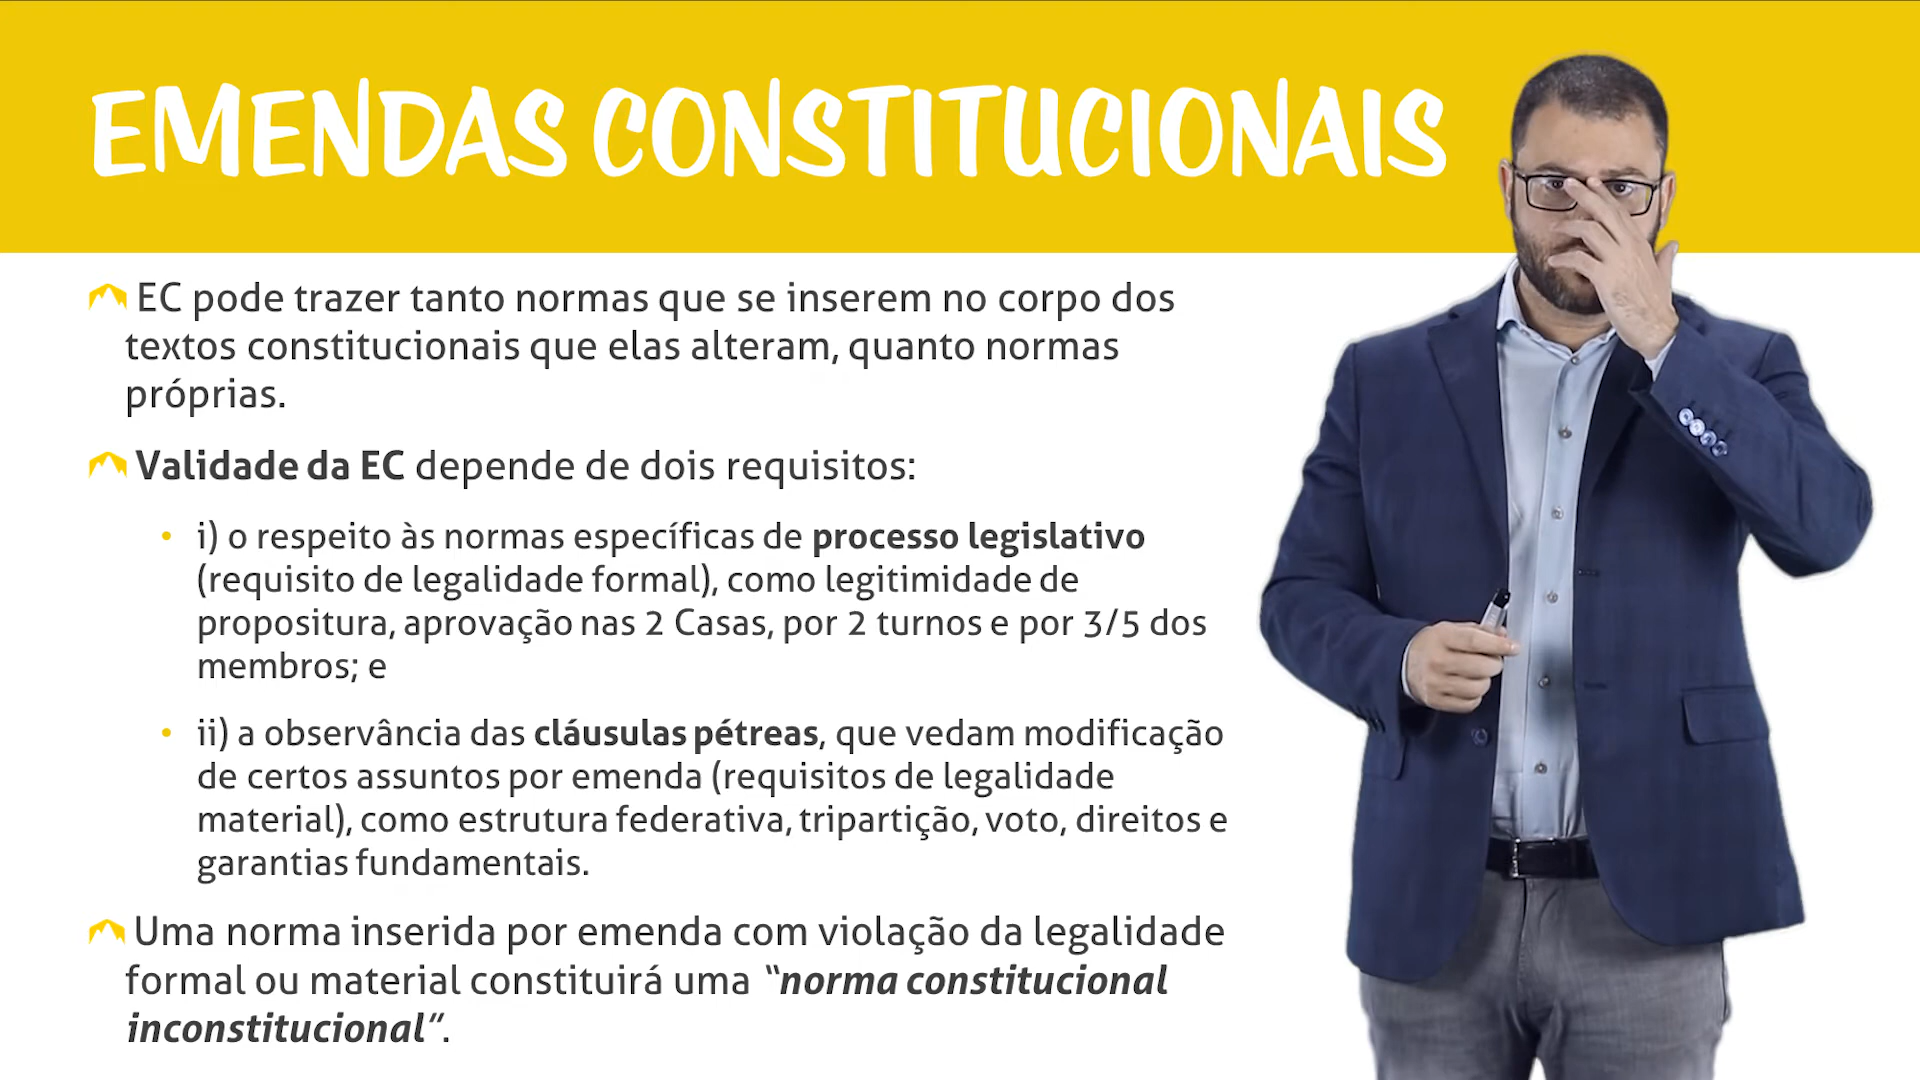 EMENDAS CONSTITUCIONAIS
EC pode trazer tanto normas que se inserem no corpo dos
textos constitucionais que elas alteram, quanto normas
próprias.
Validade da EC depende de dois requisitos:
• i) o respeito às normas específicas de processo legislativo
(requisito de legalidade formal), como legitimidade de
propositura, aprovação nas 2 Casas, por 2 turnos e por 3/5 dos
membros; e
• ii) a observância das cláusulas pétreas, que vedam modificação
de certos assuntos por emenda (requisitos de legalidade
material), como estrutura federativa, tripartição, voto, direitos e
garantias fundamentais.
Uma norma inserida por emenda com violação da legalidade
formal ou material constituirá uma “norma constitucional
inconstitucional”.